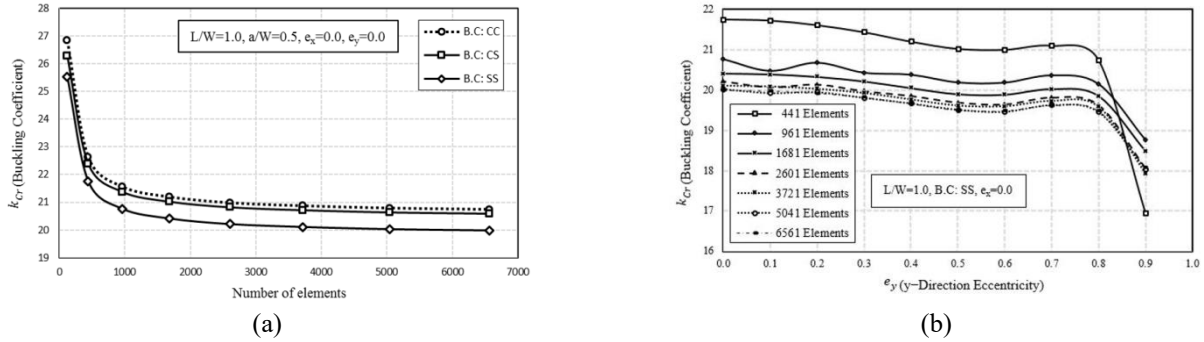 28
27
26
25
24
23
22
21
20
19
k_Cr (Buckling Coefficient)
L/W=1.0, a/W=0.5, e_x=0.0, e_y=0.0
B.C: CC
B.C: CS
B.C: SS
0 1000 2000 3000 4000 5000 6000 7000
Number of elements
(a)
22
21
20
19
18
17
16
k_Cr (Buckling Coefficient)
441 Elements
961 Elements
1681 Elements
2601 Elements
3721 Elements
5041 Elements
6561 Elements
L/W=1.0, B.C: SS, e_x=0.0
0.0 0.1 0.2 0.3 0.4 0.5 0.6 0.7 0.8 0.9 1.0
e_y (y−Direction Eccentricity)
(b)